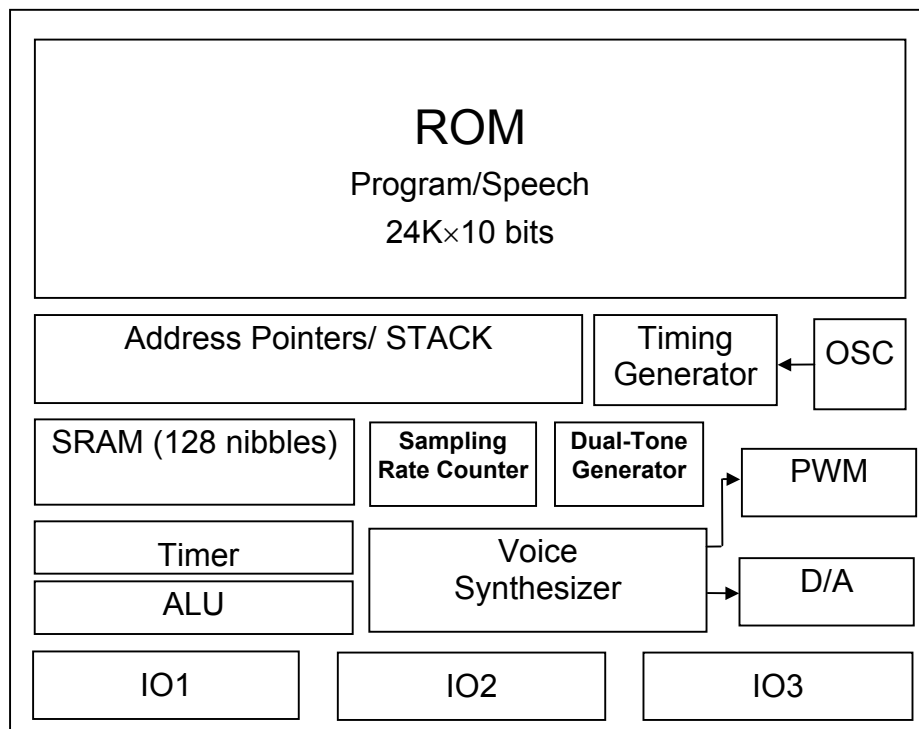 ROM
Program/Speech
24K×10 bits
Address Pointers/ STACK
Timing
Generator
OSC
SRAM (128 nibbles)
Sampling
Rate Counter
Dual-Tone
Generator
PWM
Timer
Voice
Synthesizer
D/A
ALU
IO1
IO2
IO3